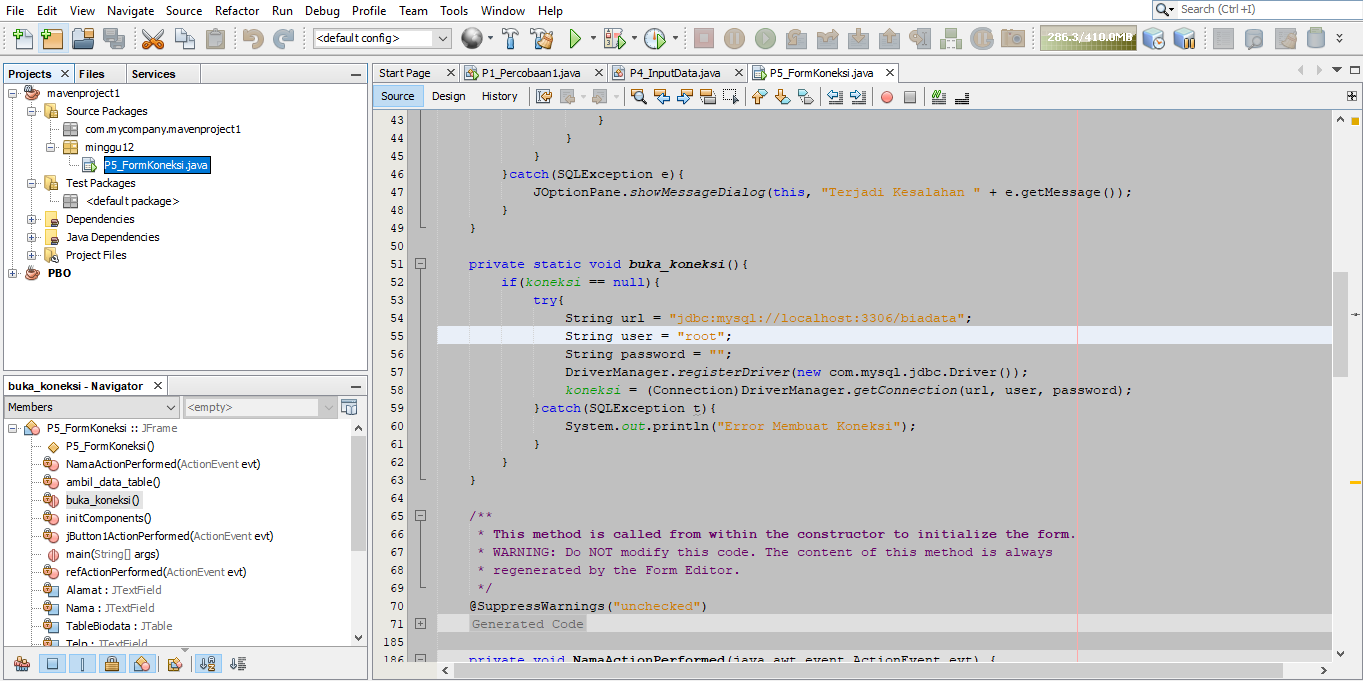 File Edit View Navigate Source Refactor Run Debug Profile Team Tools Window Help
Search (Ctrl+I)
<default config>
286.3/410.0MB
Projects Files Services
mavenproject1
Source Packages
com.mycompany.mavenproject1
minggu12
P5_FormKoneksi.java
Test Packages
<default package>
Dependencies
Java Dependencies
Project Files
PBO
buka_koneksi - Navigator
Members <empty>
P5_FormKoneksi :: JFrame
P5_FormKoneksi()
NamaActionPerformed(ActionEvent evt)
ambil_data_table()
buka_koneksi()
initComponents()
jButton1ActionPerformed(ActionEvent evt)
main(String[] args)
refActionPerformed(ActionEvent evt)
Alamat : JTextField
Nama : JTextField
TableBiodata : JTable
Telp : JTextField
Start Page P1_Percobaan1.java P4_InputData.java P5_FormKoneksi.java
Source Design History
43 }
44 }
45 }
46 }catch(SQLException e){
47 JOptionPane.showMessageDialog(this, "Terjadi Kesalahan " + e.getMessage());
48 }
49 }
50
51 private static void buka_koneksi(){
52 if(koneksi == null){
53 try{
54 String url = "jdbc:mysql://localhost:3306/biadata";
55 String user = "root";
56 String password = "";
57 DriverManager.registerDriver(new com.mysql.jdbc.Driver());
58 koneksi = (Connection)DriverManager.getConnection(url, user, password);
59 }catch(SQLException t){
60 System.out.println("Error Membuat Koneksi");
61 }
62 }
63 }
64
65 /**
66 * This method is called from within the constructor to initialize the form.
67 * WARNING: Do NOT modify this code. The content of this method is always
68 * regenerated by the Form Editor.
69 */
70 @SuppressWarnings("unchecked")
71 Generated Code
185
186 private void NamaActionPerformed(java.awt.event.ActionEvent evt) {